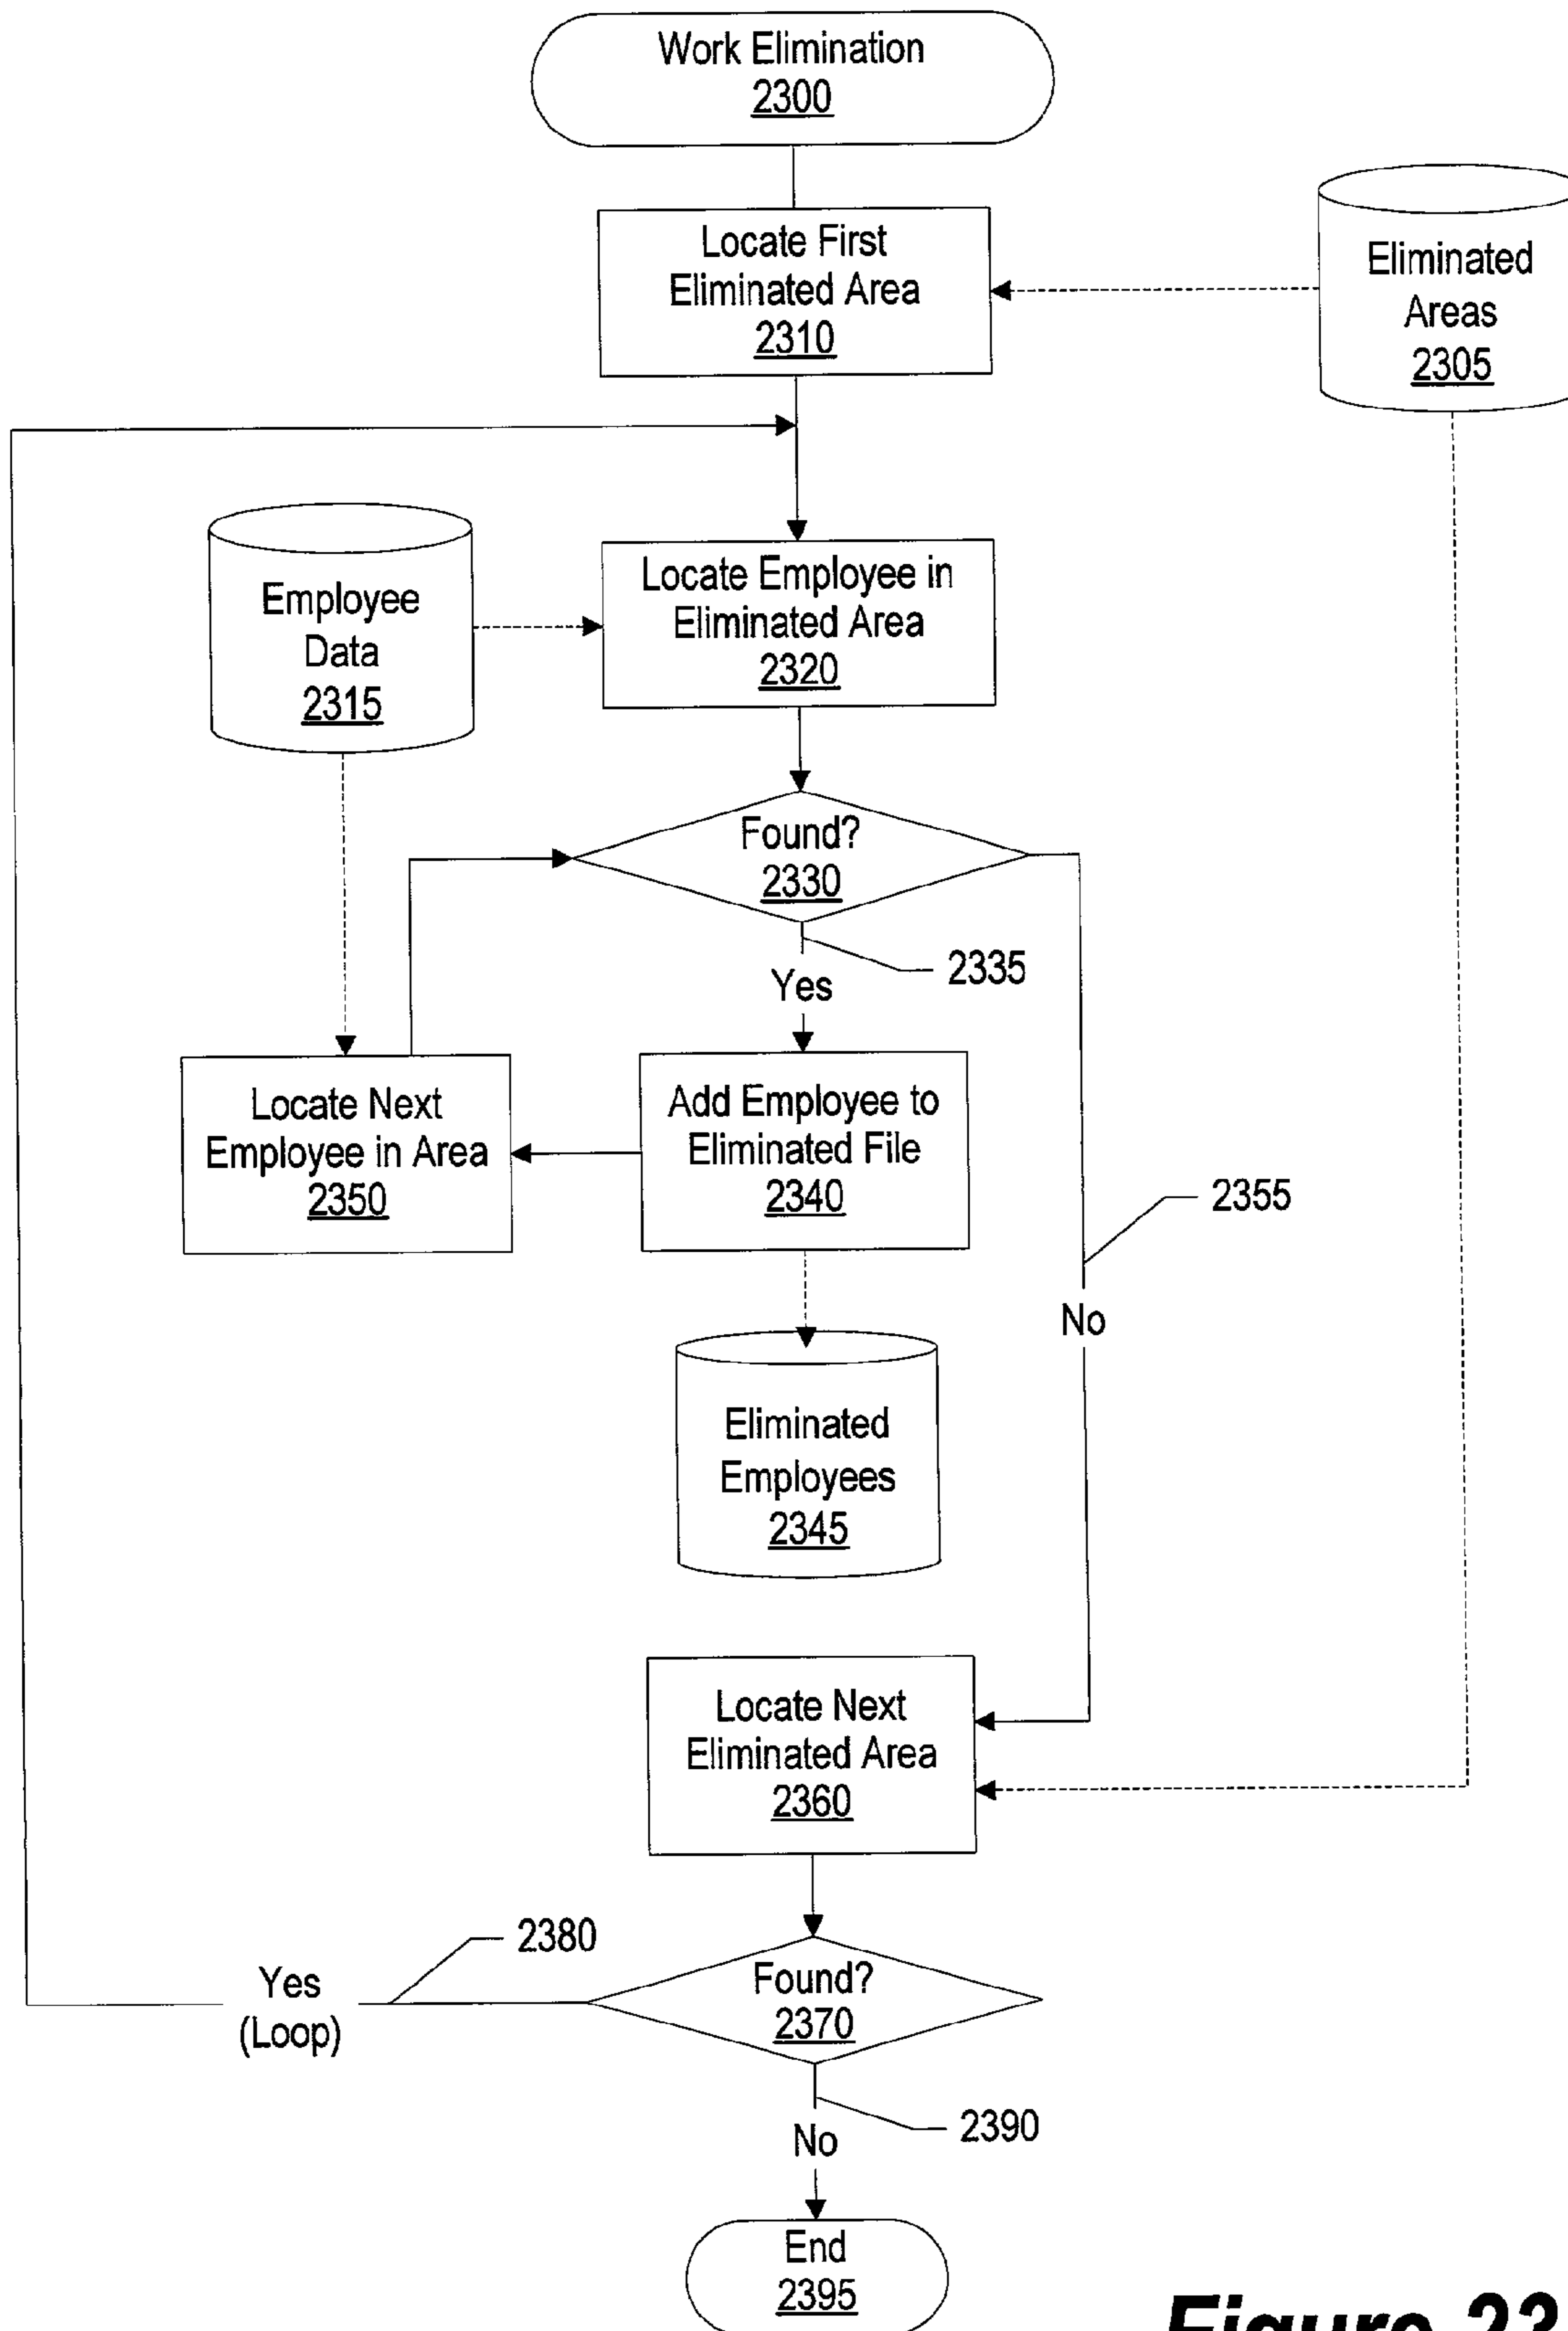 Work Elimination
2300
Locate First
Eliminated Area
2310
Eliminated
Areas
2305
Employee
Data
2315
Locate Employee in
Eliminated Area
2320
Found?
2330
2335
Yes
Locate Next
Employee in Area
2350
Add Employee to
Eliminated File
2340
2355
No
Eliminated
Employees
2345
Locate Next
Eliminated Area
2360
2380
Yes
(Loop)
Found?
2370
2390
No
End
2395
Figure 23